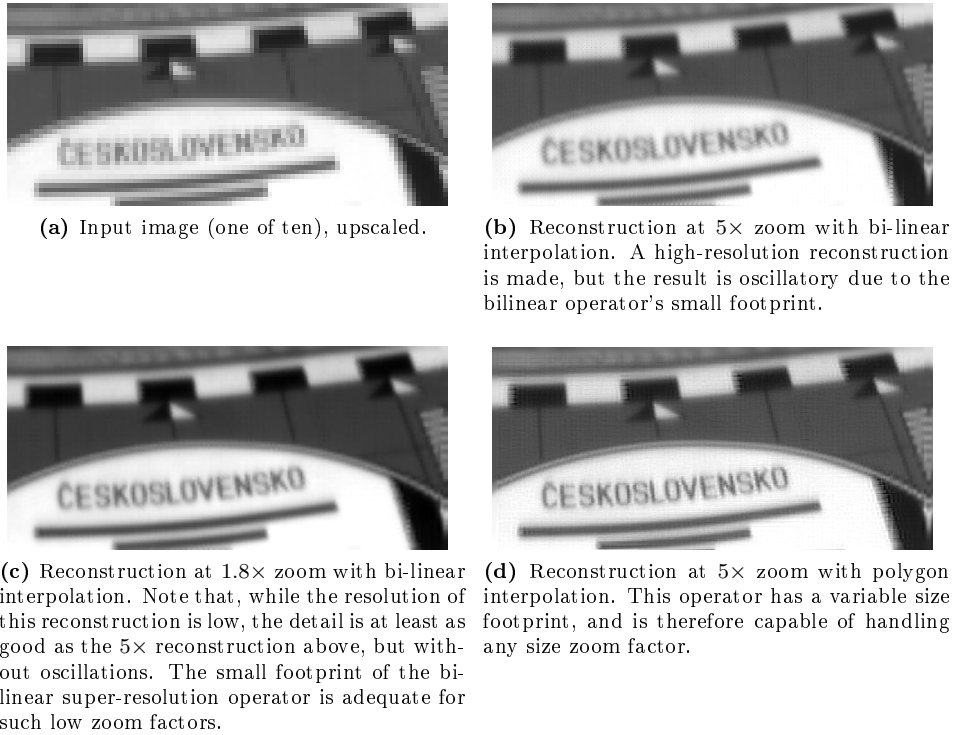 ČESKOSLOVENSKO
ČESKOSLOVENSKO
(a) Input image (one of ten), upscaled.
(b) Reconstruction at 5× zoom with bi-linear
interpolation. A high-resolution reconstruction
is made, but the result is oscillatory due to the
bilinear operator's small footprint.
ČESKOSLOVENSKO
ČESKOSLOVENSKO
(c) Reconstruction at 1.8× zoom with bi-linear
interpolation. Note that, while the resolution of
this reconstruction is low, the detail is at least as
good as the 5× reconstruction above, but with-
out oscillations. The small footprint of the bi-
linear super-resolution operator is adequate for
such low zoom factors.
(d) Reconstruction at 5× zoom with polygon
interpolation. This operator has a variable size
footprint, and is therefore capable of handling
any size zoom factor.